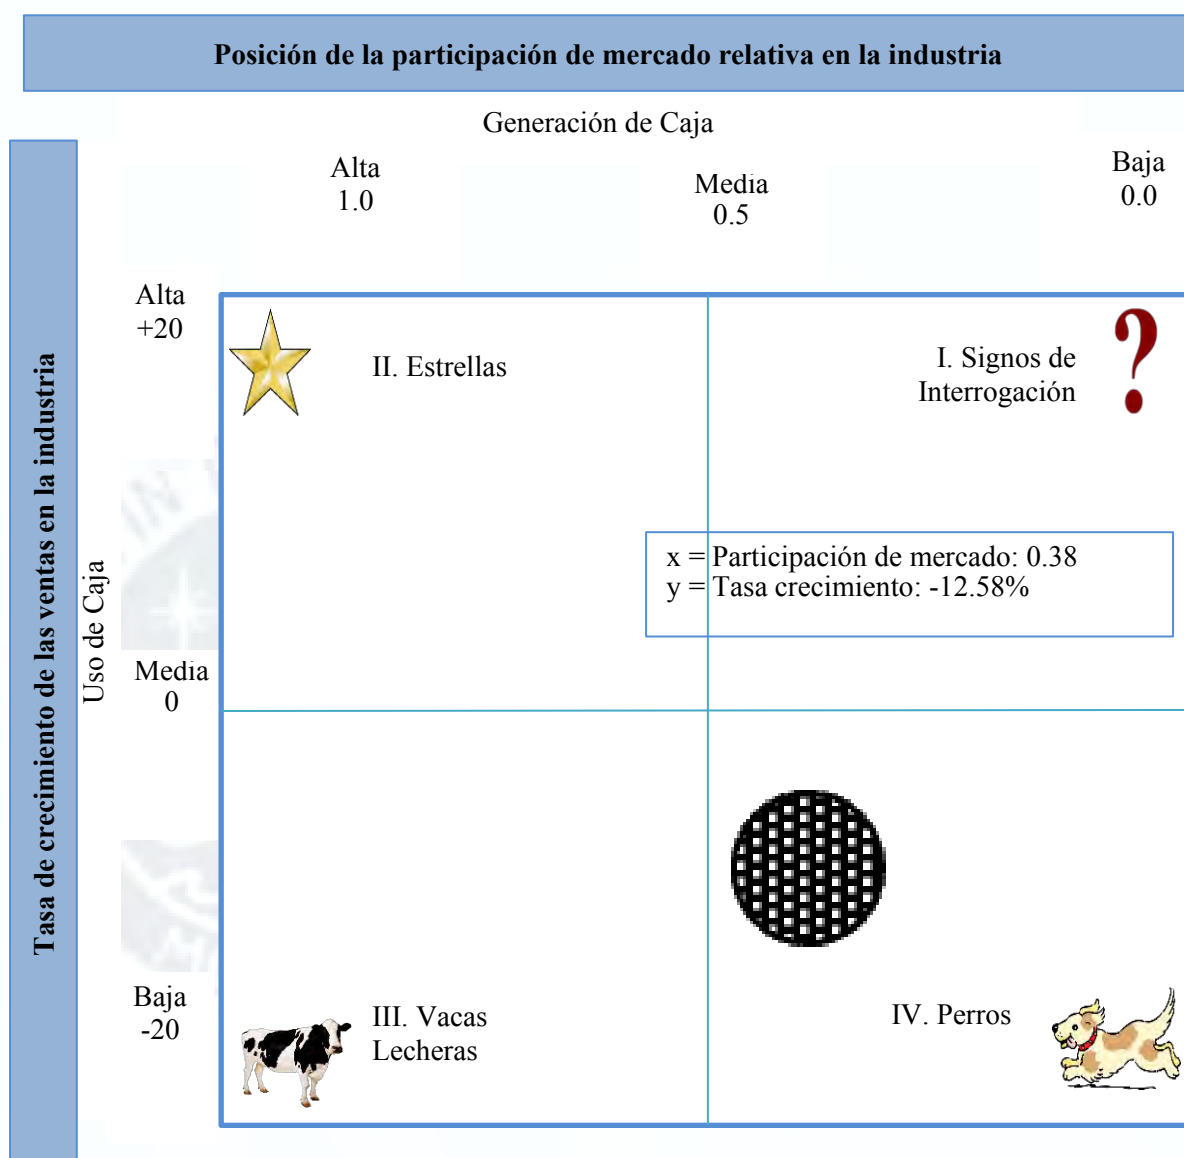 Posición de la participación de mercado relativa en la industria
Generación de Caja
Alta
1.0
Media
0.5
Baja
0.0
Tasa de crecimiento de las ventas en la industria
Uso de Caja
Alta
+20
II. Estrellas
I. Signos de
Interrogación
?
x = Participación de mercado: 0.38
y = Tasa crecimiento: -12.58%
Media
0
Baja
-20
III. Vacas
Lecheras
IV. Perros